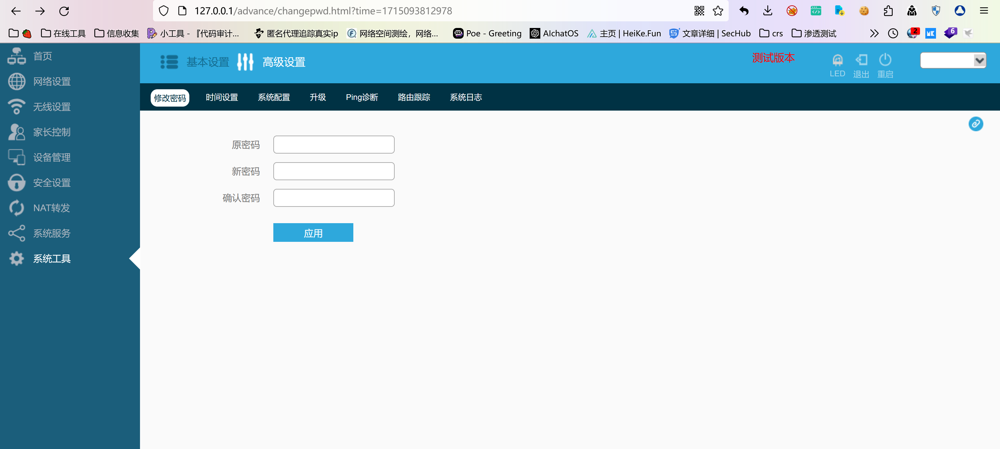 127.0.0.1/advance/changepwd.html?time=1715093812978
在线工具 信息收集 小工具 - 『代码审计... 匿名代理追踪真实ip 网络空间测绘，网络... Poe - Greeting AIchatOS 主页 | HeiKe.Fun 文章详细 | SecHub crs 渗透测试 2 6
首页
网络设置
无线设置
家长控制
设备管理
安全设置
NAT转发
系统服务
系统工具
基本设置 高级设置 测试版本
LED 退出 重启
修改密码 时间设置 系统配置 升级 Ping诊断 路由跟踪 系统日志
原密码
新密码
确认密码
应用